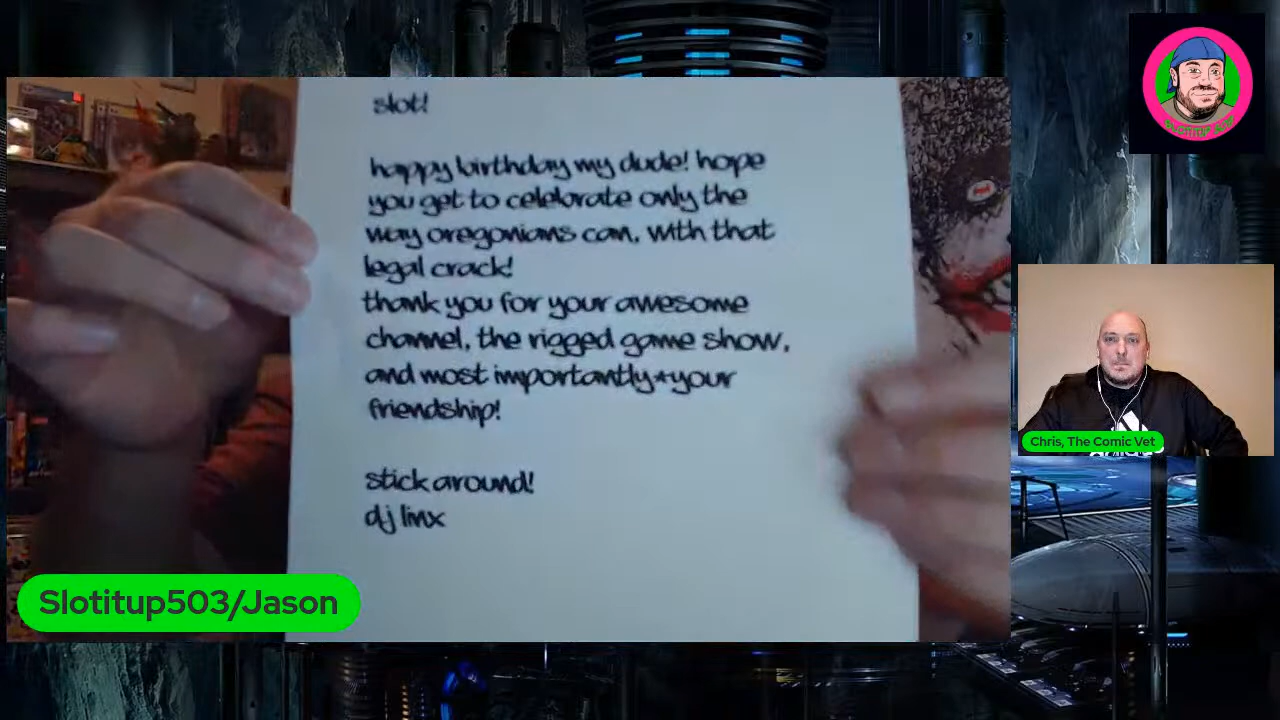 slot!
happy birthday my dude! hope
you get to celebrate only the
way oregonians can, with that
legal crack!
thank you for your awesome
channel, the rigged game show,
and most importantly*your
friendship!
stick around!
dj linx
Slotitup503/Jason
Chris, The Comic Vet
SLOTITUP 503